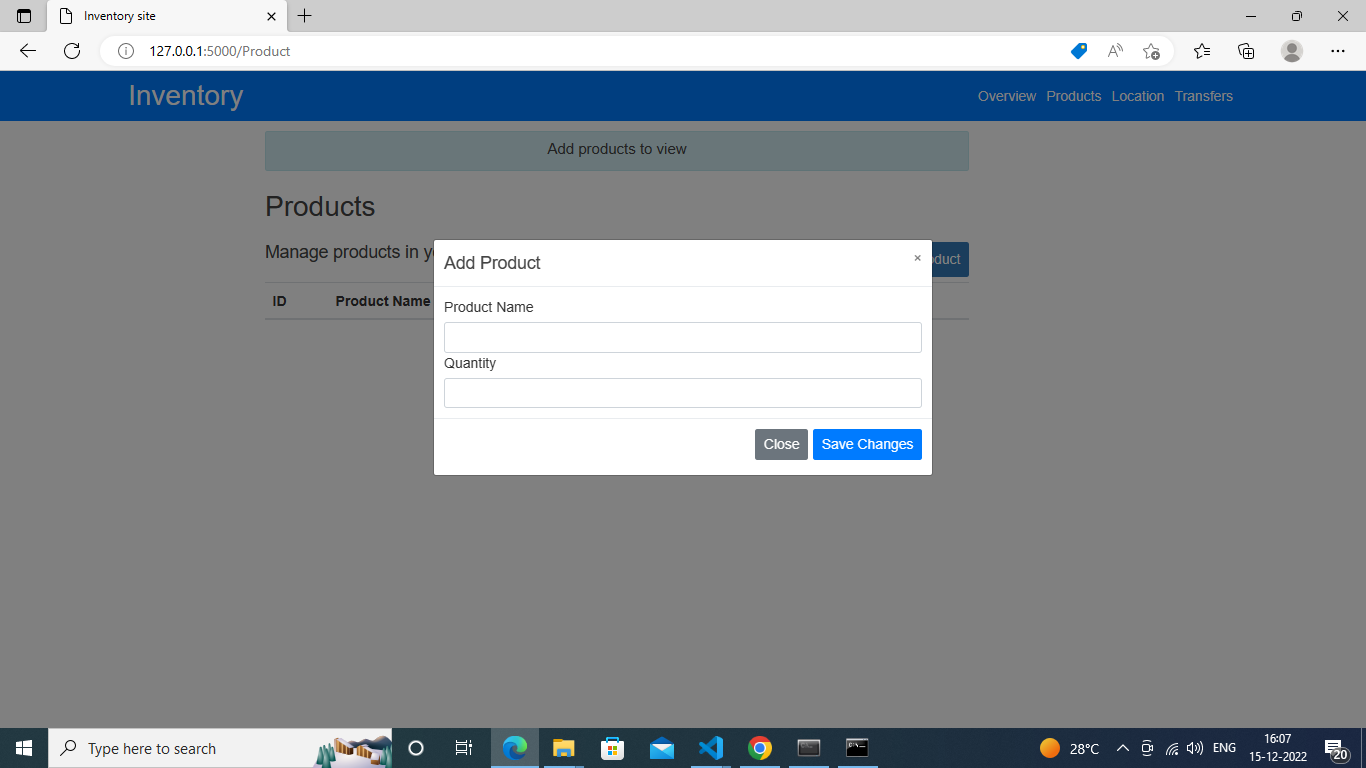 Inventory site
127.0.0.1:5000/Product
Inventory
Overview Products Location Transfers
Add products to view
Products
Manage products in
Add Product
×
ID
Product Name
Product Name
Quantity
Close Save Changes
Type here to search
28°C
ENG
16:07
15-12-2022
20